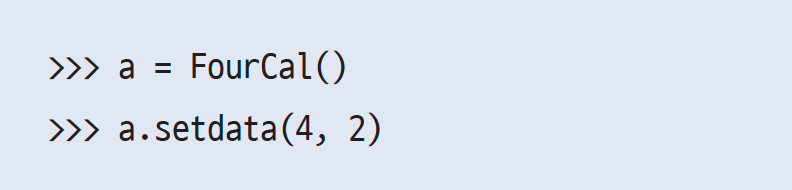 >>> a = FourCal()
>>> a.setdata(4, 2)